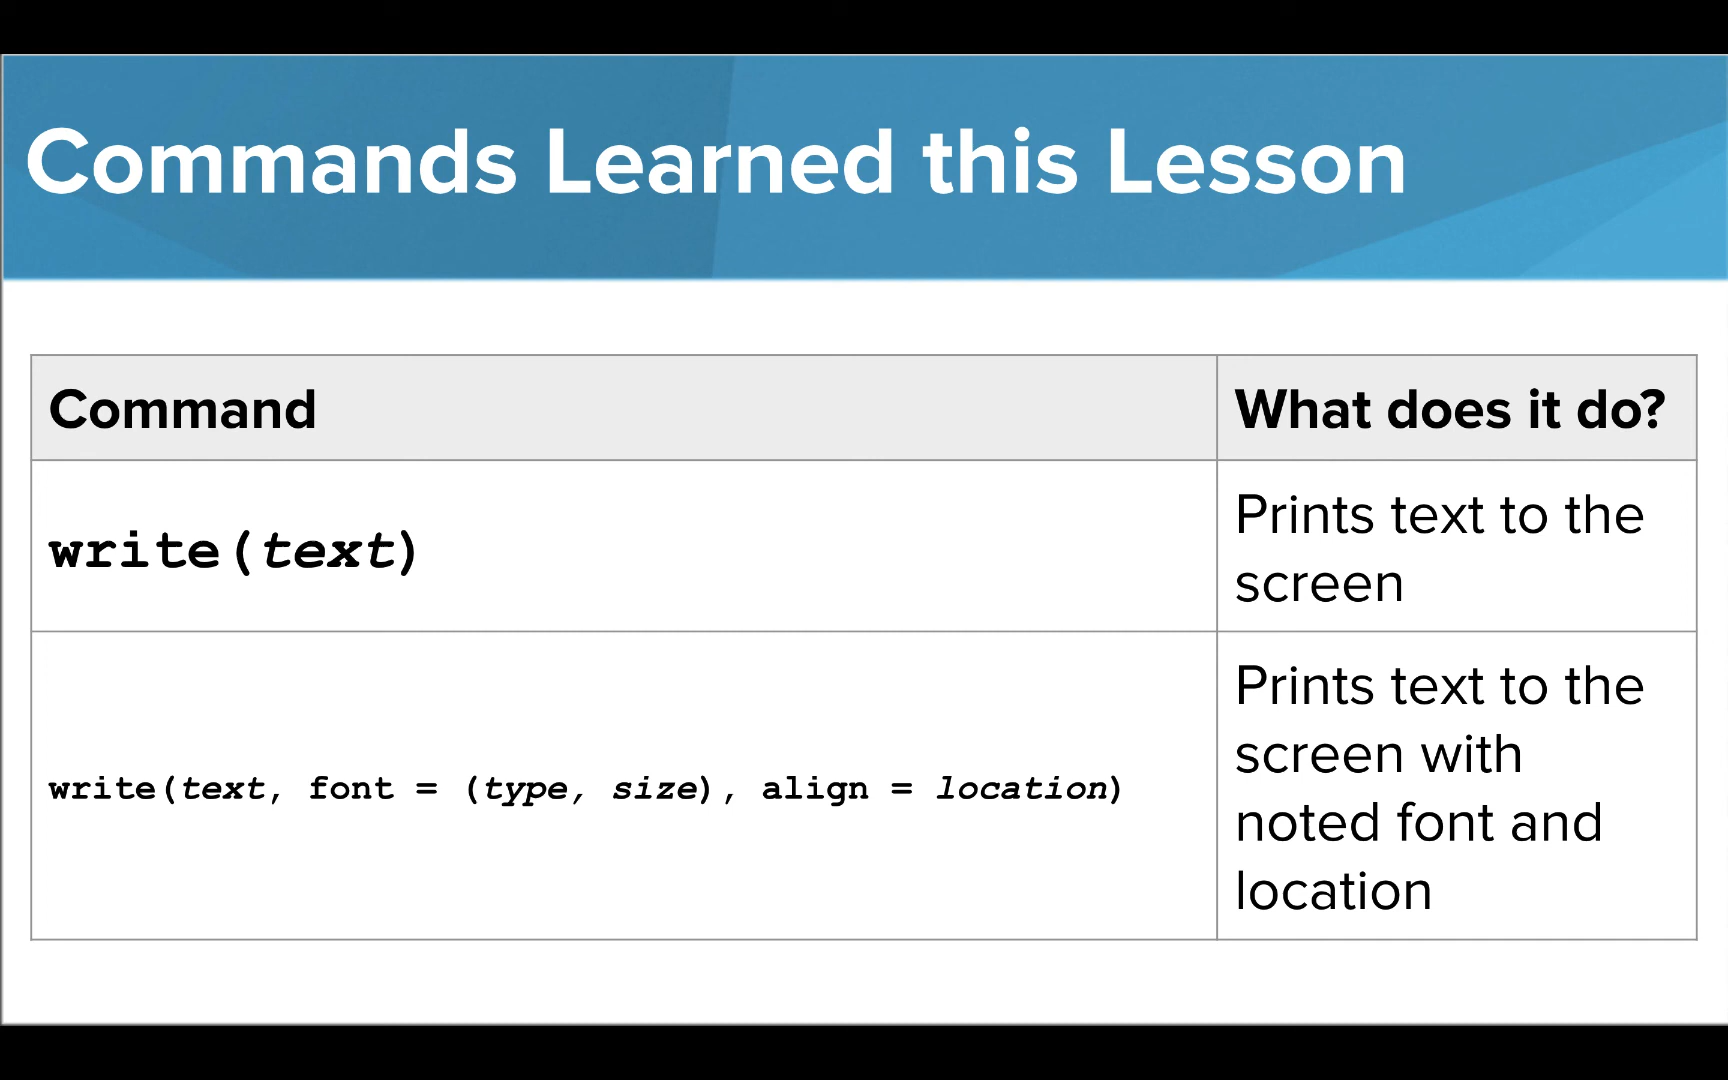 Commands Learned this Lesson
Command
What does it do?
write(text)
Prints text to the
screen
write(text, font = (type, size), align = location)
Prints text to the
screen with
noted font and
location